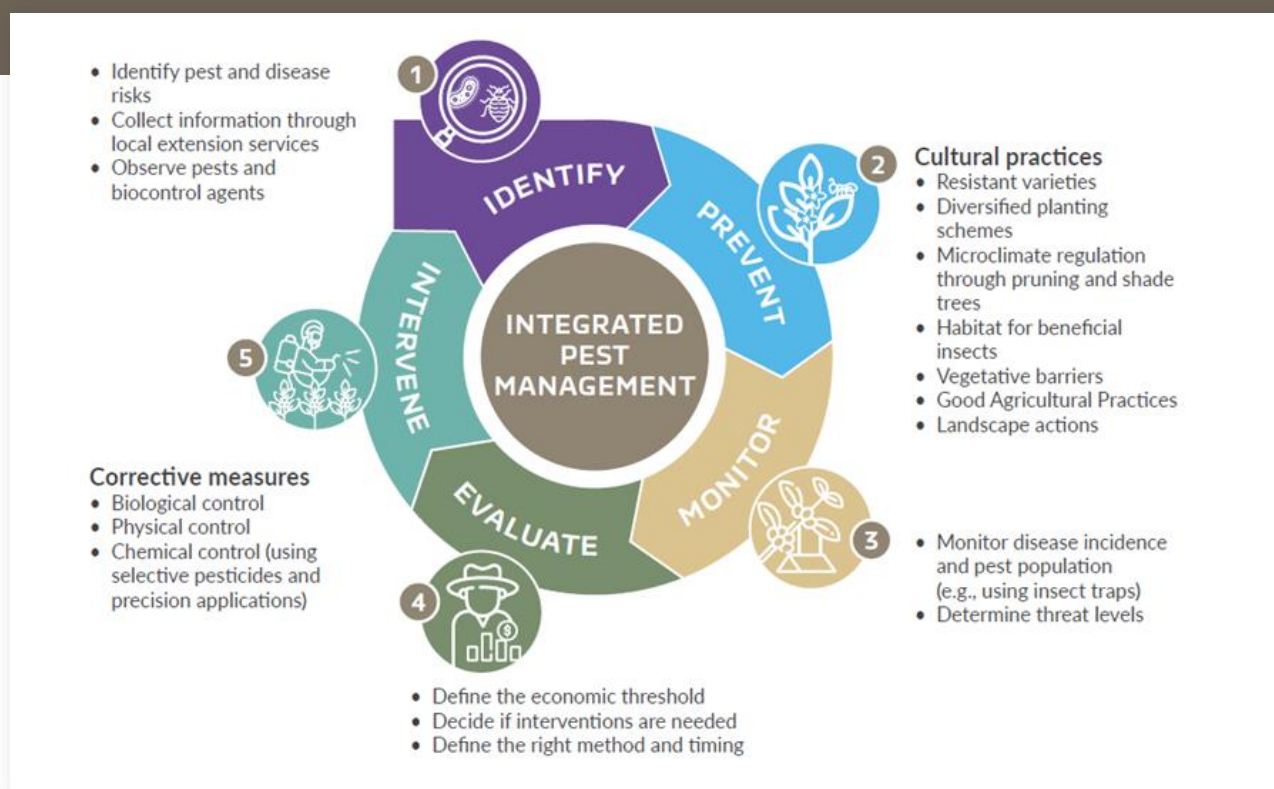 1
• Identify pest and disease
risks
• Collect information through
local extension services
• Observe pests and
biocontrol agents
IDENTIFY
2
Cultural practices
• Resistant varieties
• Diversified planting
schemes
• Microclimate regulation
through pruning and shade
trees
• Habitat for beneficial
insects
• Vegetative barriers
• Good Agricultural Practices
• Landscape actions
PREVENT
INTEGRATED
PEST
MANAGEMENT
MONITOR
3
• Monitor disease incidence
and pest population
(e.g., using insect traps)
• Determine threat levels
EVALUATE
4
$
• Define the economic threshold
• Decide if interventions are needed
• Define the right method and timing
INTERVENE
5
Corrective measures
• Biological control
• Physical control
• Chemical control (using
selective pesticides and
precision applications)